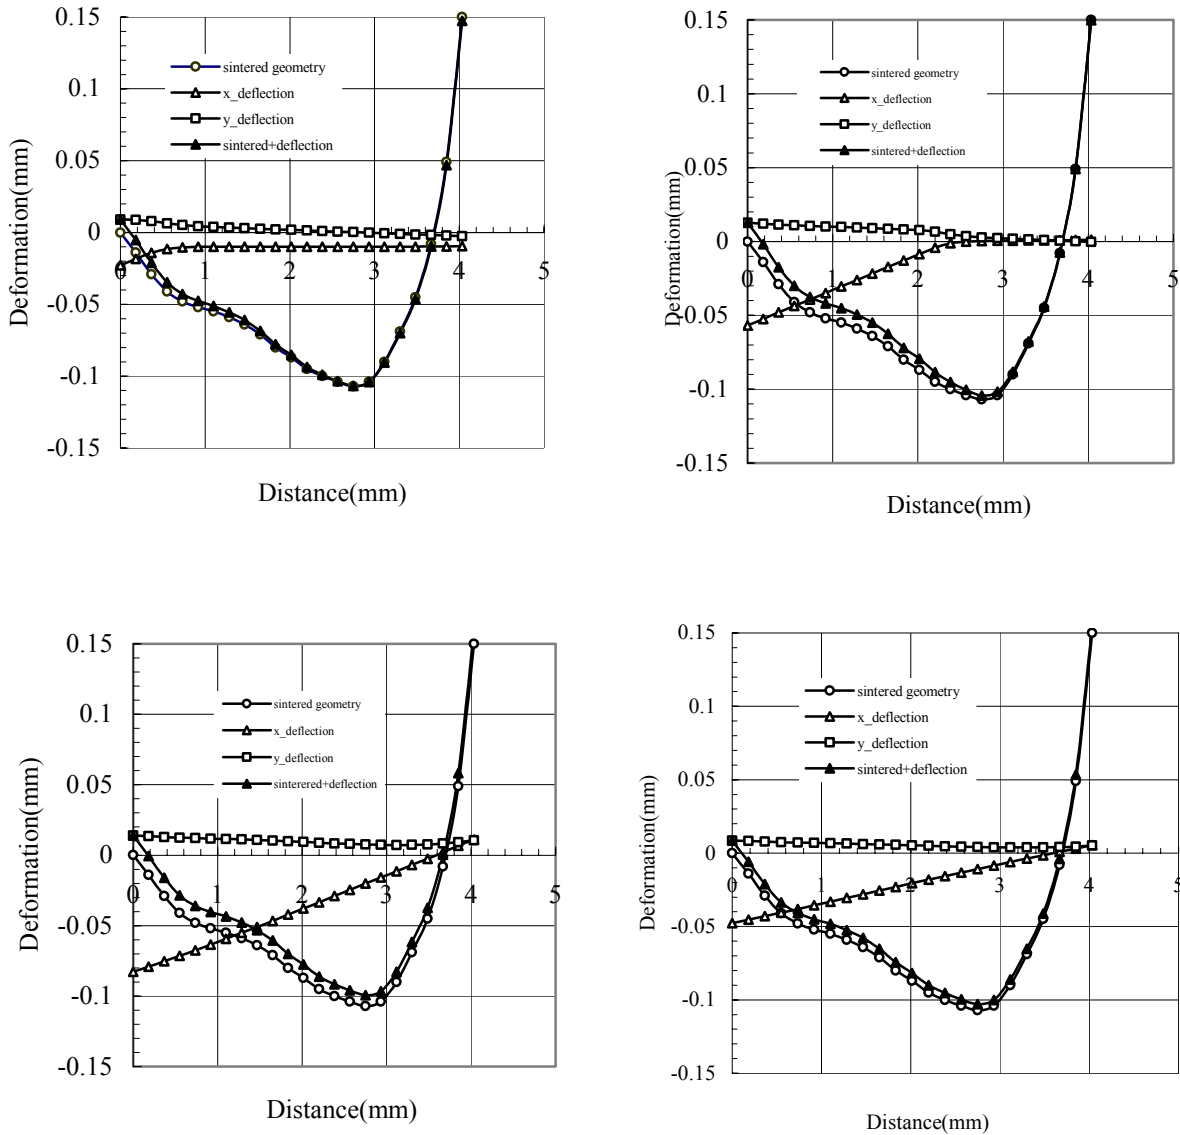 0.15
0.1
0.05
0
-0.05
-0.1
-0.15
0 1 2 3 4 5
sintered geometry
x_deflection
y_deflection
sintered+deflection
Deformation(mm)
Distance(mm)
0.15
0.1
0.05
0
-0.05
-0.1
-0.15
0 1 2 3 4 5
sintered geometry
x_deflection
y_deflection
sintered+deflection
Deformation(mm)
Distance(mm)
0.15
0.1
0.05
0
-0.05
-0.1
-0.15
0 1 2 3 4 5
sintered geometry
x_deflection
y_deflection
sinterered+deflection
Deformation(mm)
Distance(mm)
0.15
0.1
0.05
0
-0.05
-0.1
-0.15
0 1 2 3 4 5
sintered geometry
x_deflection
y_deflection
sintered+deflection
Deformation(mm)
Distance(mm)